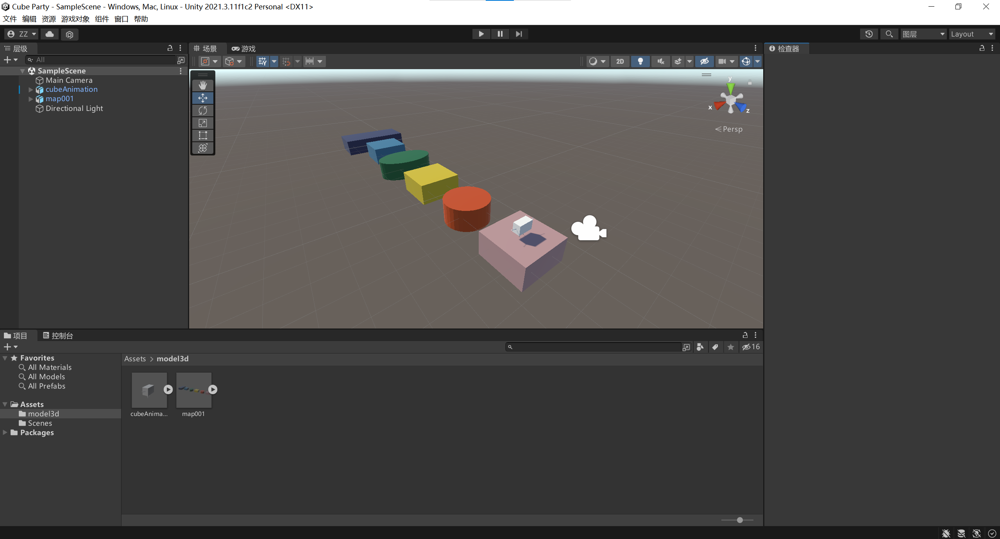 Cube Party - SampleScene - Windows, Mac, Linux - Unity 2021.3.11f1c2 Personal <DX11>
文件 编辑 资源 游戏对象 组件 窗口 帮助
ZZ 图层 Layout
层级 场景 游戏 检查器
All 2D
SampleScene
Main Camera
cubeAnimation
map001
Directional Light
y
x
z
Persp
项目 控制台
16
Favorites
All Materials
All Models
All Prefabs
Assets
model3d
Scenes
Packages
Assets > model3d
cubeAnima...
map001